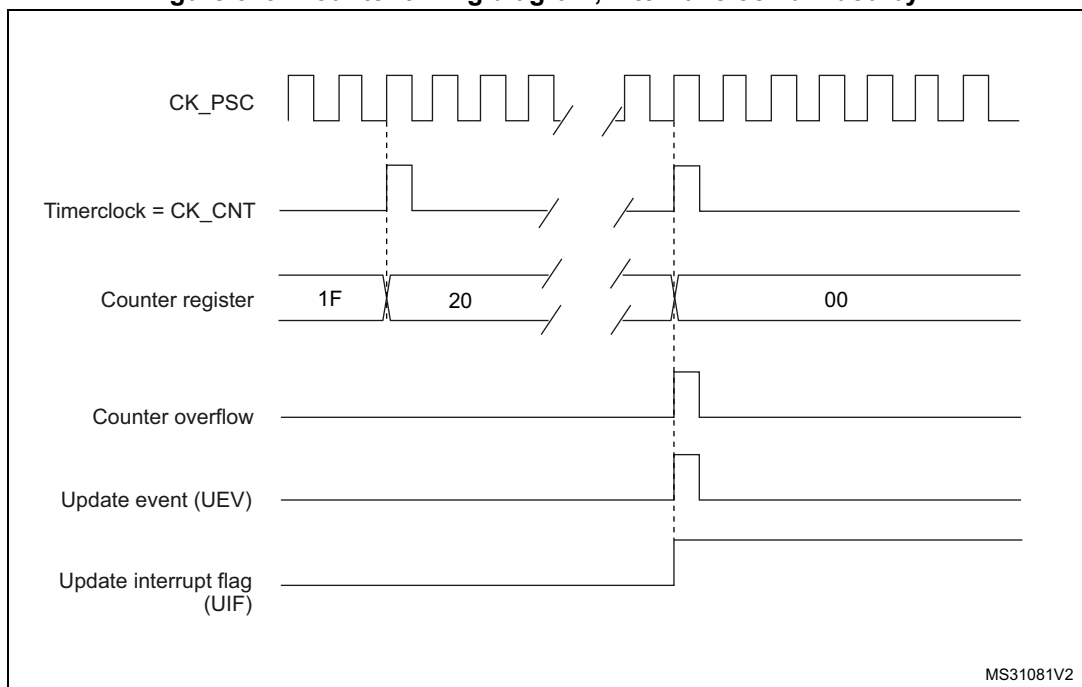 CK_PSC
Timerclock = CK_CNT
Counter register
1F
20
00
Counter overflow
Update event (UEV)
Update interrupt flag
(UIF)
MS31081V2